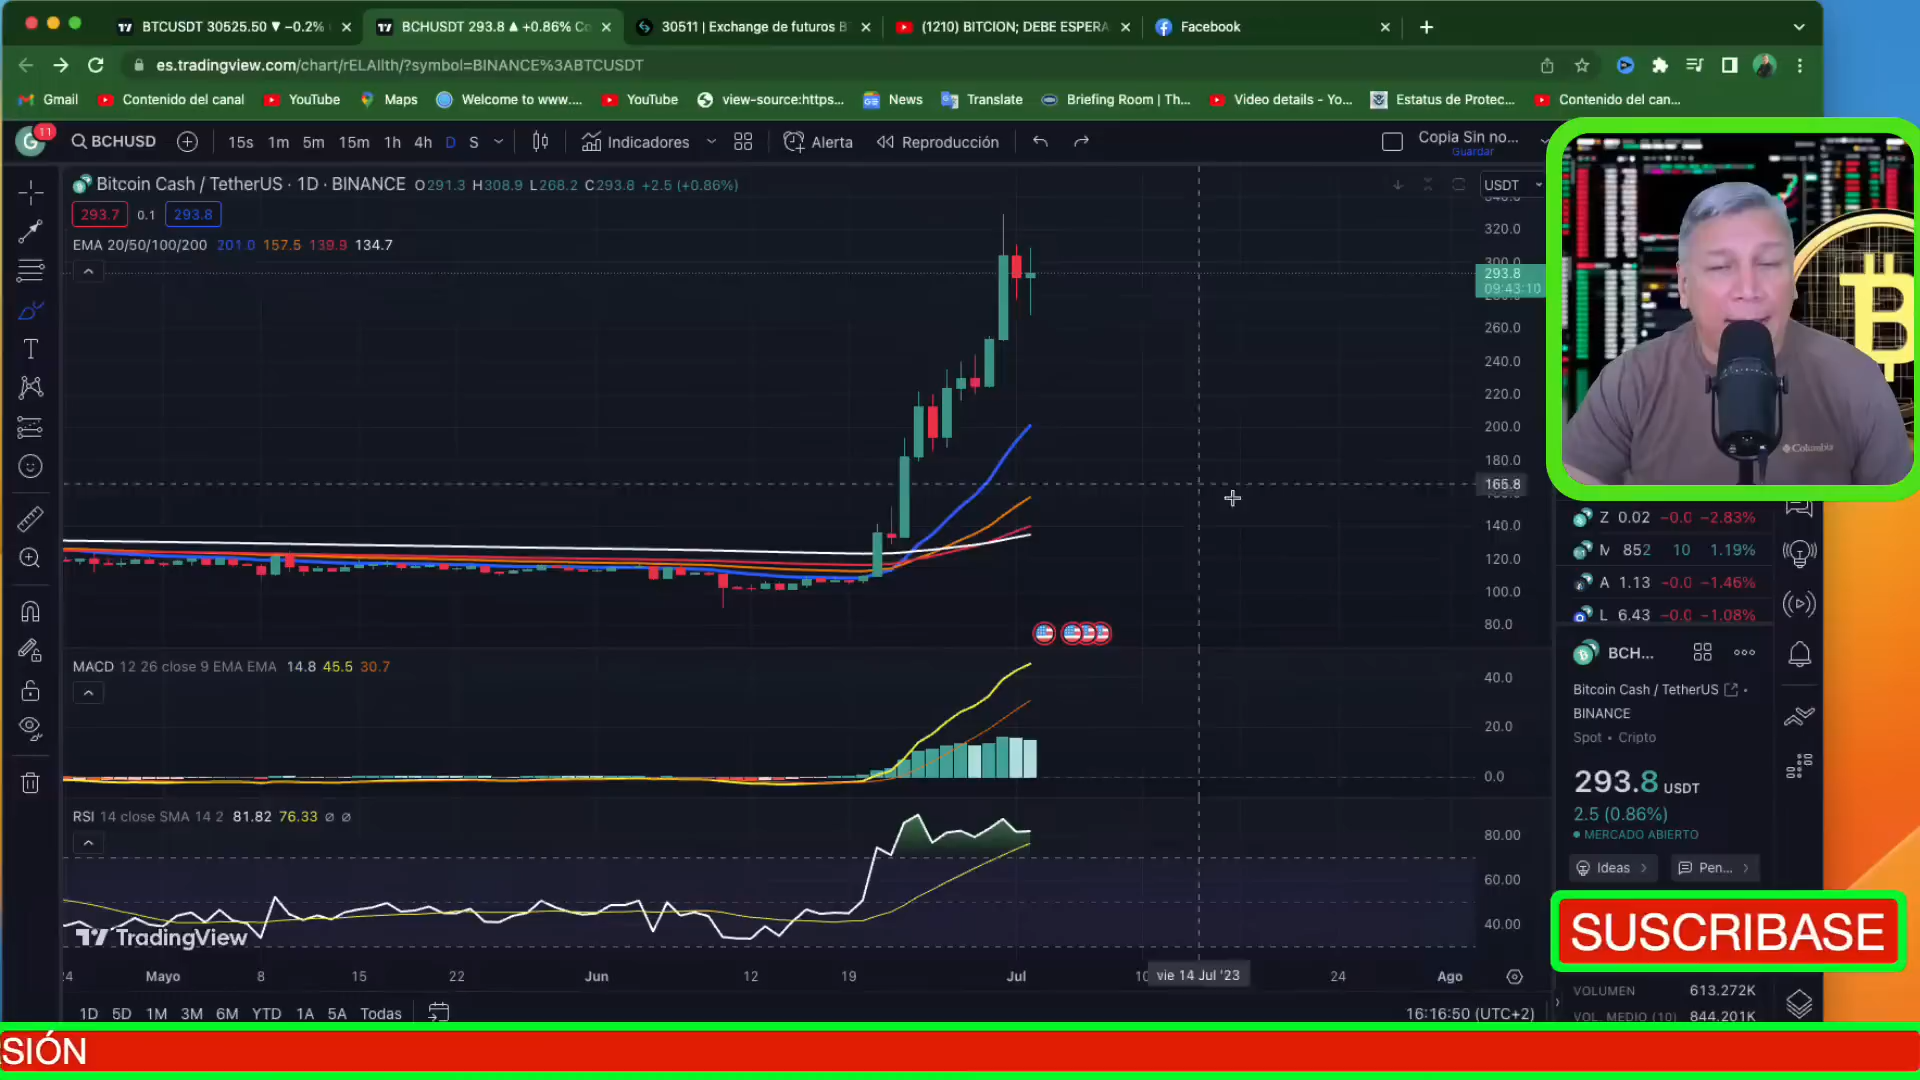 BTCUSDT 30525.50 ▼ −0.2%
BCHUSDT 293.8 ▲ +0.86% Co
30511 | Exchange de futuros B
(1210) BITCION; DEBE ESPERA
Facebook
es.tradingview.com/chart/rELAIlth/?symbol=BINANCE%3ABTCUSDT
Gmail
Contenido del canal
YouTube
Maps
Welcome to www....
YouTube
view-source:https...
News
Translate
Briefing Room | Th...
Video details - Yo...
Estatus de Protec...
Contenido del can...
G
11
BCHUSD
15s 1m 5m 15m 1h 4h D S
Indicadores
Alerta
Reproducción
Copia Sin no...
Guardar
Bitcoin Cash / TetherUS · 1D · BINANCE O291.3 H308.9 L268.2 C293.8 +2.5 (+0.86%)
USDT
293.7 0.1 293.8
EMA 20/50/100/200 201.0 157.5 139.9 134.7
340.0
320.0
300.0
293.8
09:43:10
280.0
260.0
240.0
220.0
200.0
180.0
165.8
140.0
120.0
100.0
80.0
MACD 12 26 close 9 EMA EMA 14.8 45.5 30.7
40.0
20.0
0.0
RSI 14 close SMA 14 2 81.82 76.33 ∅ ∅
80.00
60.00
40.00
TradingView
24 Mayo 8 15 22 Jun 12 19 Jul 10 vie 14 Jul '23 24 Ago
1D 5D 1M 3M 6M YTD 1A 5A Todas
16:16:50 (UTC+2)
Columbia
Z 0.02 −0.0 −2.83%
M 852 10 1.19%
A 1.13 −0.0 −1.46%
L 6.43 −0.0 −1.08%
BCH...
Bitcoin Cash / TetherUS
BINANCE
Spot • Cripto
293.8 USDT
2.5 (0.86%)
MERCADO ABIERTO
Ideas
Pen...
SUSCRIBASE
VOLUMEN 613.272K
VOL. MEDIO (10) 844.201K
SIÓN